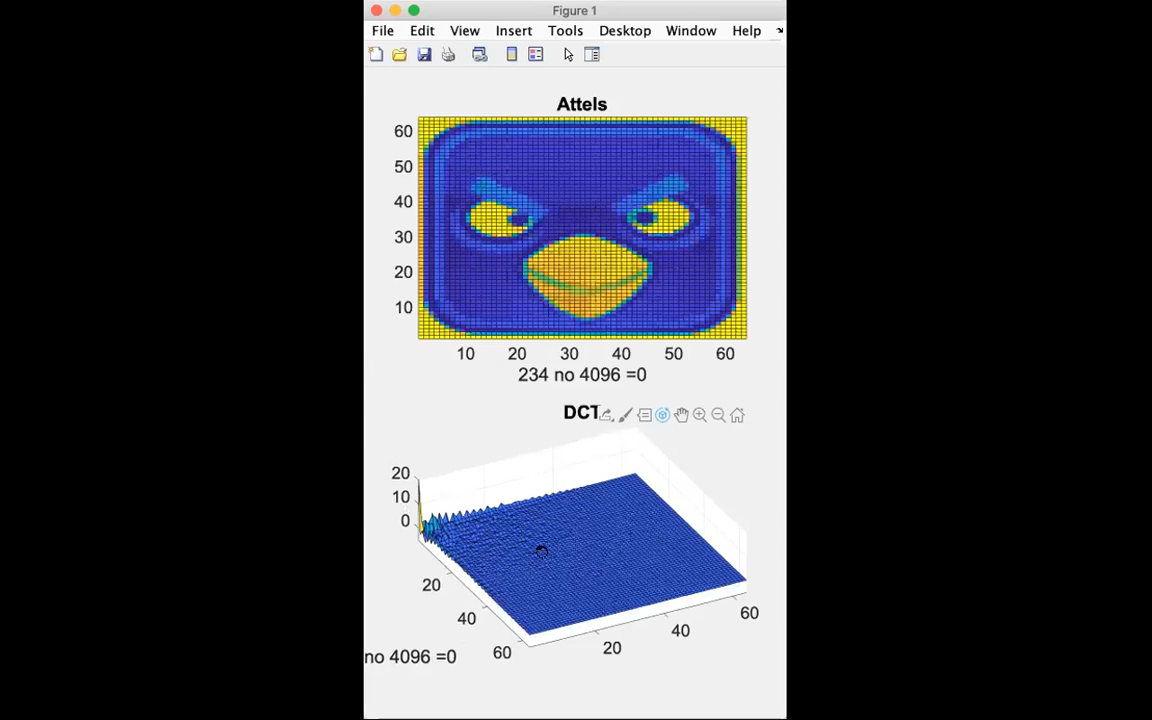 Figure 1
File Edit View Insert Tools Desktop Window Help
Attels
60
50
40
30
20
10
10 20 30 40 50 60
234 no 4096 =0
DCT
20
10
0
20
40
60
20
40
60
no 4096 =0